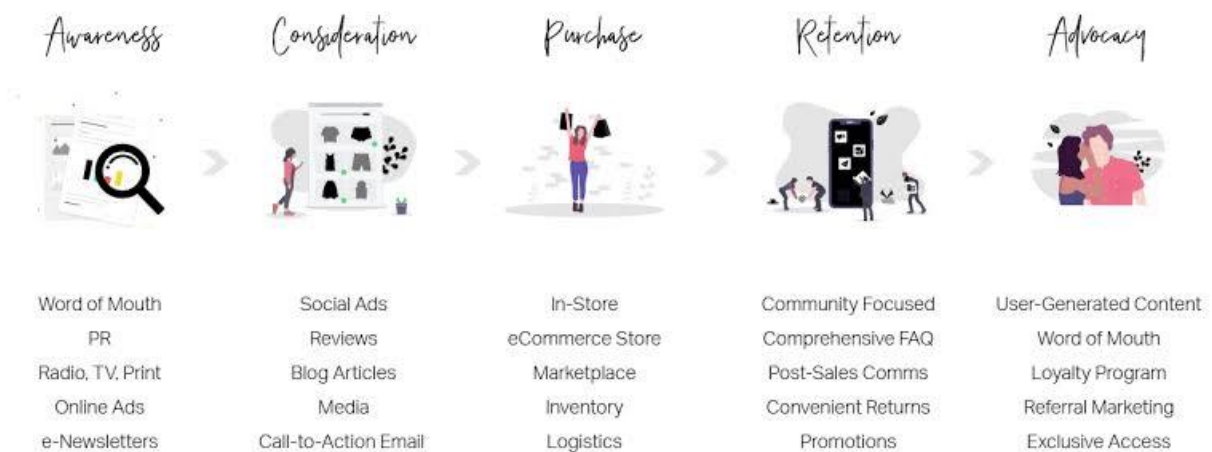 Awareness
Consideration
Purchase
Retention
Advocacy
Word of Mouth
PR
Radio, TV, Print
Online Ads
e-Newsletters
Social Ads
Reviews
Blog Articles
Media
Call-to-Action Email
In-Store
eCommerce Store
Marketplace
Inventory
Logistics
Community Focused
Comprehensive FAQ
Post-Sales Comms
Convenient Returns
Promotions
User-Generated Content
Word of Mouth
Loyalty Program
Referral Marketing
Exclusive Access